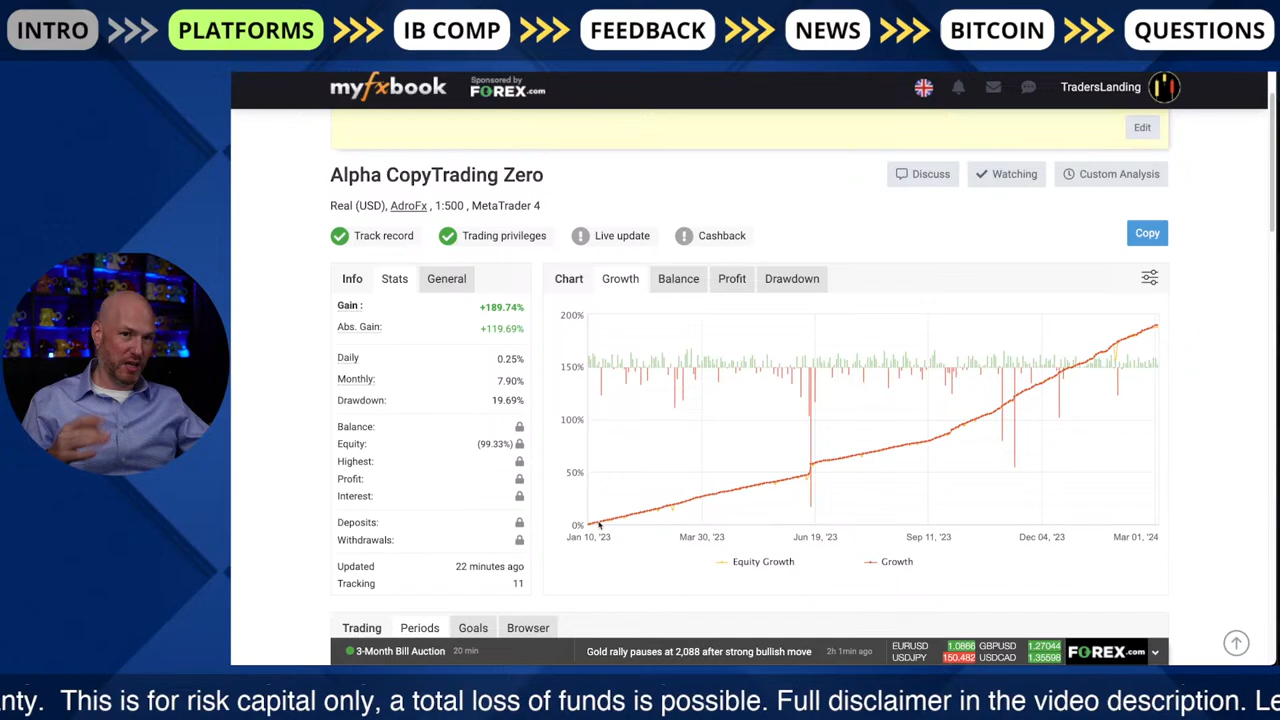 INTRO PLATFORMS IB COMP FEEDBACK NEWS BITCOIN QUESTIONS
myfxbook Sponsored by FOREX.com TradersLanding
Edit
Alpha CopyTrading Zero Discuss Watching Custom Analysis
Real (USD), AdroFx , 1:500 , MetaTrader 4
Track record Trading privileges Live update Cashback Copy
Info Stats General Chart Growth Balance Profit Drawdown
Gain : +189.74%
Abs. Gain: +119.69%
Daily 0.25%
Monthly: 7.90%
Drawdown: 19.69%
Balance:
Equity: (99.33%)
Highest:
Profit:
Interest:
Deposits:
Withdrawals:
Updated 22 minutes ago
Tracking 11
200%
150%
100%
50%
0%
Jan 10, '23 Mar 30, '23 Jun 19, '23 Sep 11, '23 Dec 04, '23 Mar 01, '24
Equity Growth Growth
Trading Periods Goals Browser
3-Month Bill Auction 20 min Gold rally pauses at 2,088 after strong bullish move 2h 1min ago
EURUSD 1.0866 GBPUSD 1.27044
USDJPY 150.482 USDCAD 1.35598
FOREX.com
nty. This is for risk capital only, a total loss of funds is possible. Full disclaimer in the video description. Le